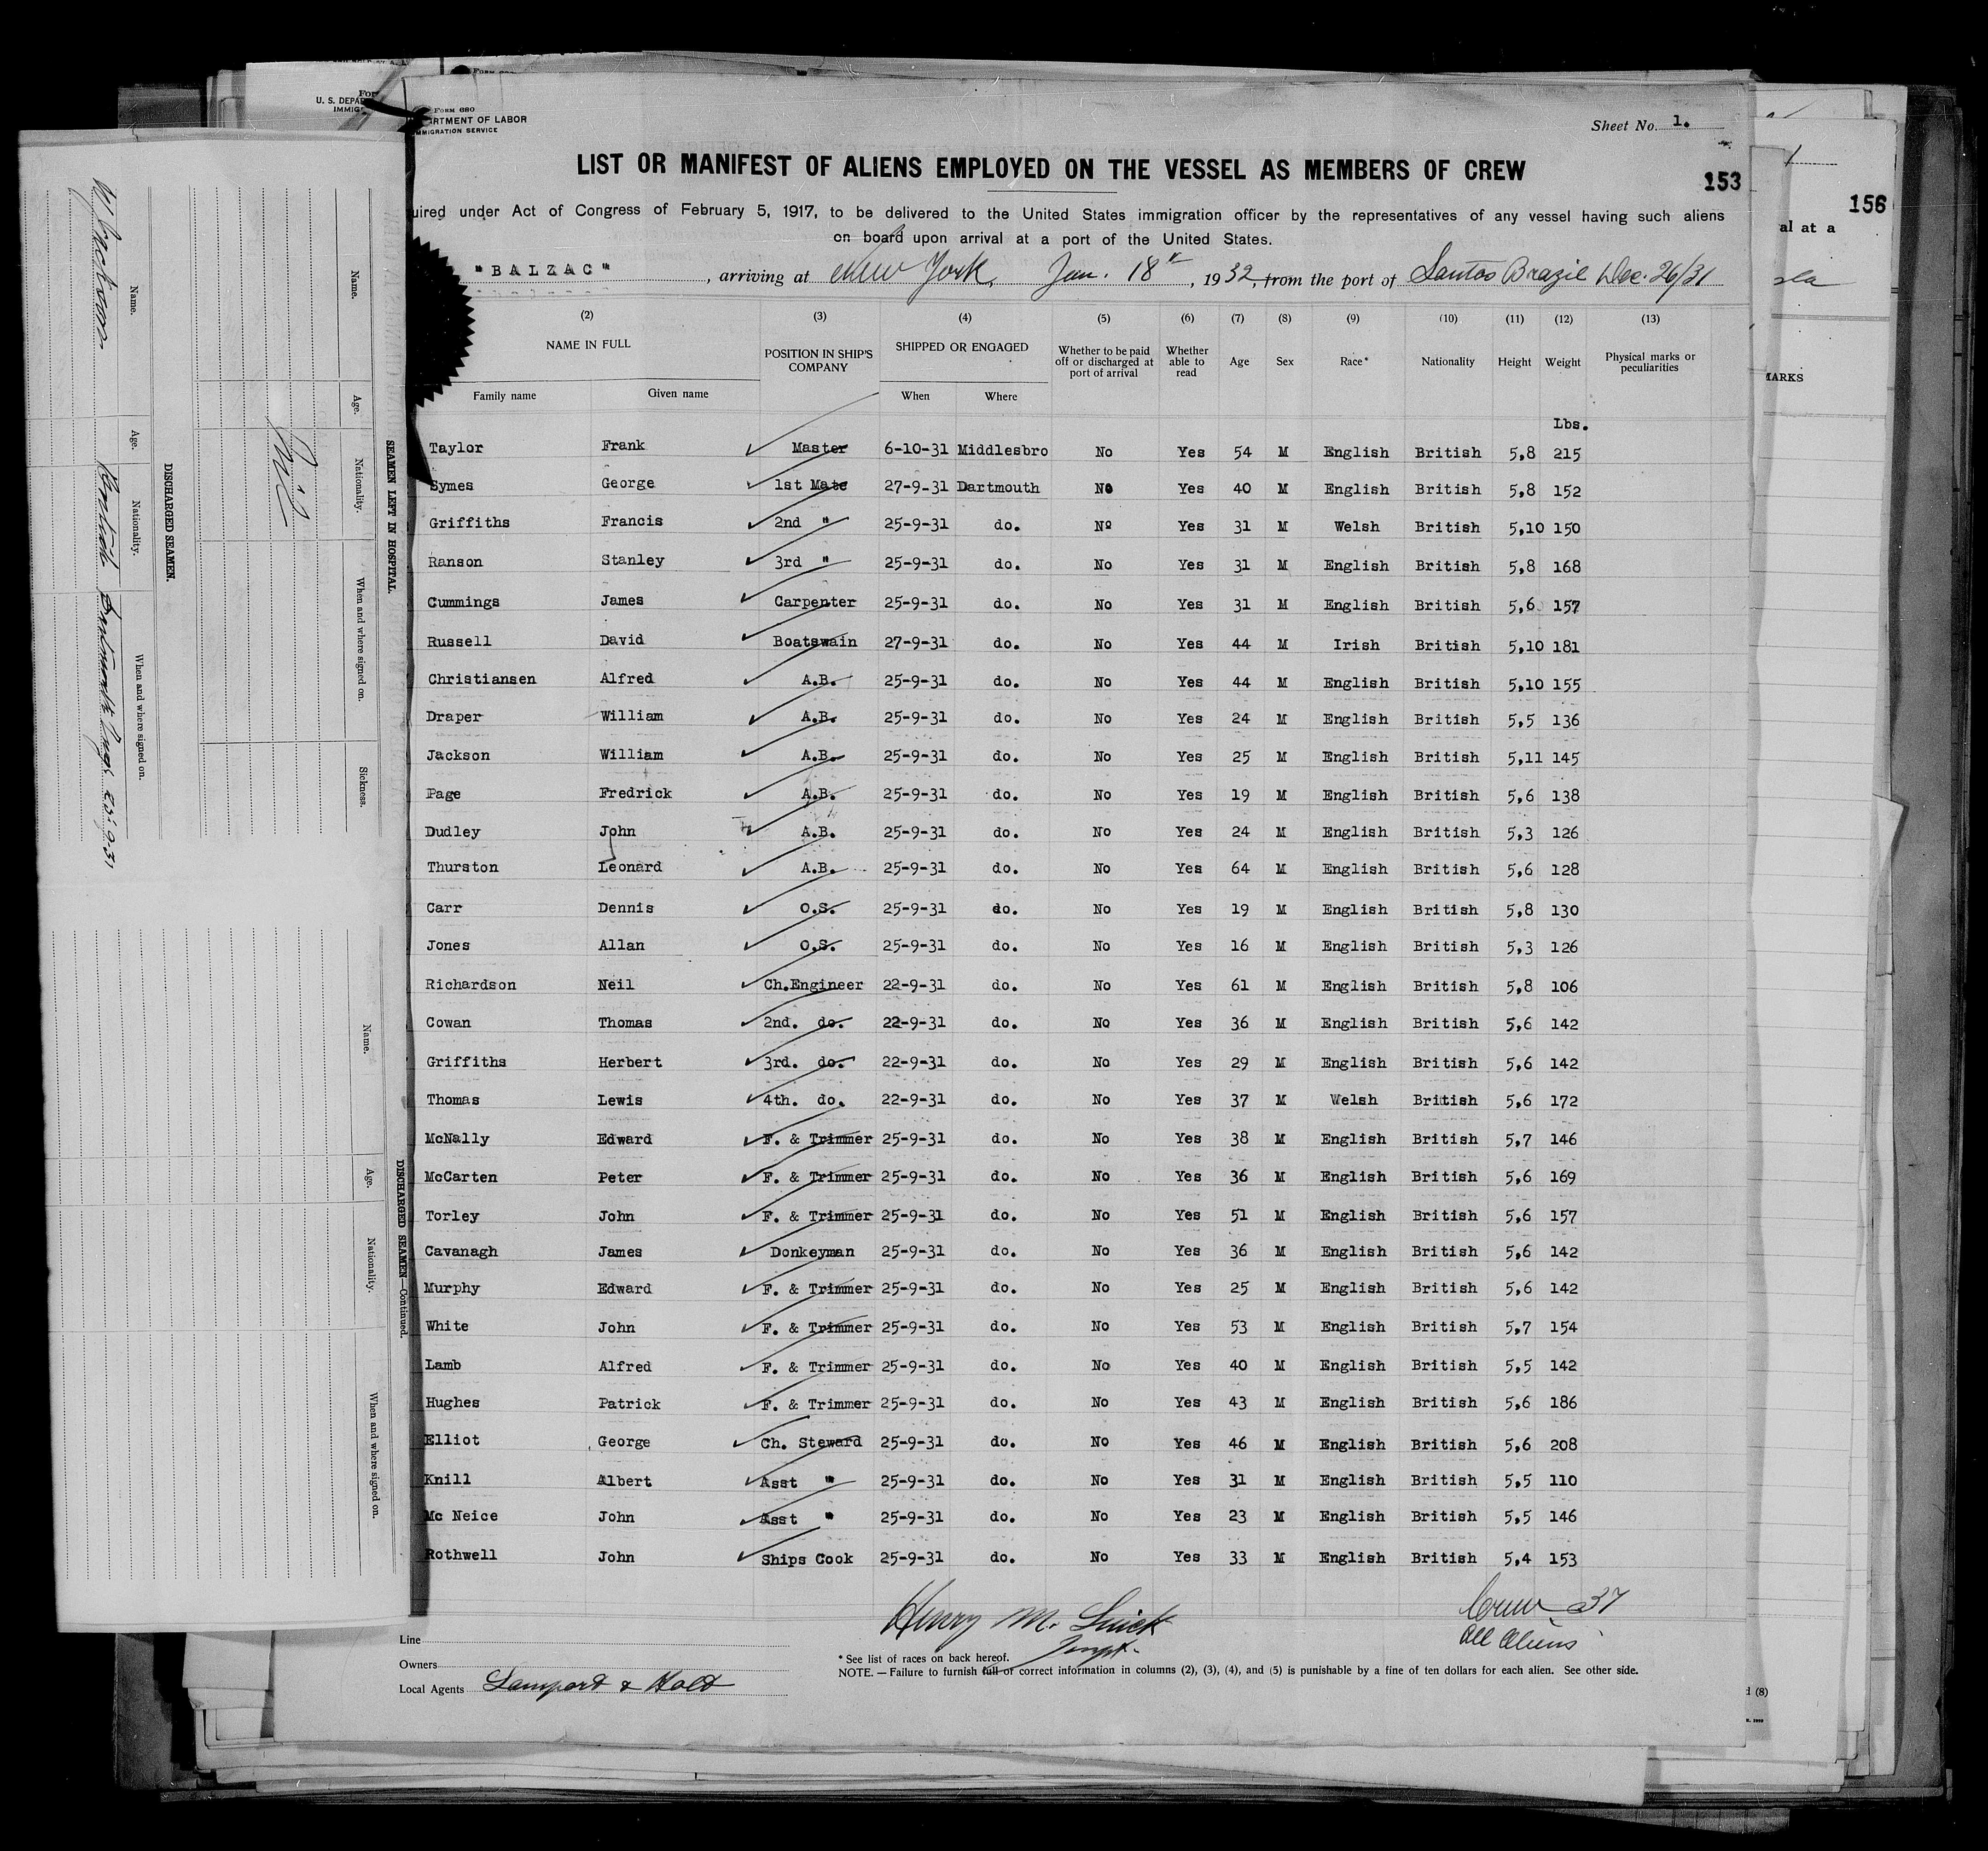 Form 680
U. S. DEPARTMENT OF LABOR
IMMIGRATION SERVICE
Sheet No. 1.
LIST OR MANIFEST OF ALIENS EMPLOYED ON THE VESSEL AS MEMBERS OF CREW
153
uired under Act of Congress of February 5, 1917, to be delivered to the United States immigration officer by the representatives of any vessel having such aliens
on board upon arrival at a port of the United States.
"BALZAC", arriving at New York, Jan. 18th, 1932, from the port of Santos Brazil Dec. 26/31
(2) (3) (4) (5) (6) (7) (8) (9) (10) (11) (12) (13)
NAME IN FULL POSITION IN SHIP'S COMPANY SHIPPED OR ENGAGED Whether to be paid off or discharged at port of arrival Whether able to read Age Sex Race* Nationality Height Weight Physical marks or peculiarities
Family name Given name When Where
Lbs.
Taylor Frank Master 6-10-31 Middlesbro No Yes 54 M English British 5,8 215
Symes George 1st Mate 27-9-31 Dartmouth No Yes 40 M English British 5,8 152
Griffiths Francis 2nd " 25-9-31 do. No Yes 31 M Welsh British 5,10 150
Ranson Stanley 3rd " 25-9-31 do. No Yes 31 M English British 5,8 168
Cummings James Carpenter 25-9-31 do. No Yes 31 M English British 5,6 157
Russell David Boatswain 27-9-31 do. No Yes 44 M Irish British 5,10 181
Christiansen Alfred A.B. 25-9-31 do. No Yes 44 M English British 5,10 155
Draper William A.B. 25-9-31 do. No Yes 24 M English British 5,5 136
Jackson William A.B. 25-9-31 do. No Yes 25 M English British 5,11 145
Page Fredrick A.B. 25-9-31 do. No Yes 19 M English British 5,6 138
Dudley John A.B. 25-9-31 do. No Yes 24 M English British 5,3 126
Thurston Leonard A.B. 25-9-31 do. No Yes 64 M English British 5,6 128
Carr Dennis O.S. 25-9-31 do. No Yes 19 M English British 5,8 130
Jones Allan O.S. 25-9-31 do. No Yes 16 M English British 5,3 126
Richardson Neil Ch.Engineer 22-9-31 do. No Yes 61 M English British 5,8 106
Cowan Thomas 2nd. do. 22-9-31 do. No Yes 36 M English British 5,6 142
Griffiths Herbert 3rd. do. 22-9-31 do. No Yes 29 M English British 5,6 142
Thomas Lewis 4th. do. 22-9-31 do. No Yes 37 M Welsh British 5,6 172
McNally Edward F. & Trimmer 25-9-31 do. No Yes 38 M English British 5,7 146
McCarten Peter F. & Trimmer 25-9-31 do. No Yes 36 M English British 5,6 169
Torley John F. & Trimmer 25-9-31 do. No Yes 51 M English British 5,6 157
Cavanagh James Donkeyman 25-9-31 do. No Yes 36 M English British 5,6 142
Murphy Edward F. & Trimmer 25-9-31 do. No Yes 25 M English British 5,6 142
White John F. & Trimmer 25-9-31 do. No Yes 53 M English British 5,7 154
Lamb Alfred F. & Trimmer 25-9-31 do. No Yes 40 M English British 5,5 142
Hughes Patrick F. & Trimmer 25-9-31 do. No Yes 43 M English British 5,6 186
Elliot George Ch. Steward 25-9-31 do. No Yes 46 M English British 5,6 208
Knill Albert Asst " 25-9-31 do. No Yes 31 M English British 5,5 110
Mc Neice John Asst " 25-9-31 do. No Yes 23 M English British 5,5 146
Rothwell John Ships Cook 25-9-31 do. No Yes 33 M English British 5,4 153
Henry M.
Inspt.
Crew 37
All Aliens
Line
Owners
Local Agents Lamport & Holt
* See list of races on back hereof.
NOTE.—Failure to furnish full or correct information in columns (2), (3), (4), and (5) is punishable by a fine of ten dollars for each alien. See other side.
SEAMEN LEFT IN HOSPITAL.
Name. Age. Nationality. When and where signed on. Sickness.
Nil
DISCHARGED SEAMEN.
Name. Age. Nationality. When and where signed on.
British Dartmouth 25.9.31
DISCHARGED SEAMEN—Continued.
Name. Age. Nationality. When and where signed on.
156
al at a
MARKS
(8)